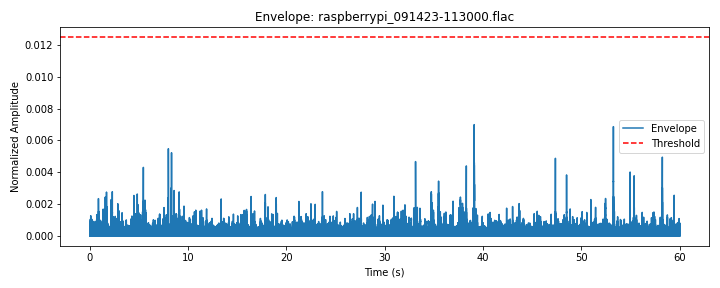 Envelope: raspberrypi_091423-113000.flac
Normalized Amplitude
0.012
0.010
0.008
0.006
0.004
0.002
0.000
Envelope
Threshold
0 10 20 30 40 50 60
Time (s)